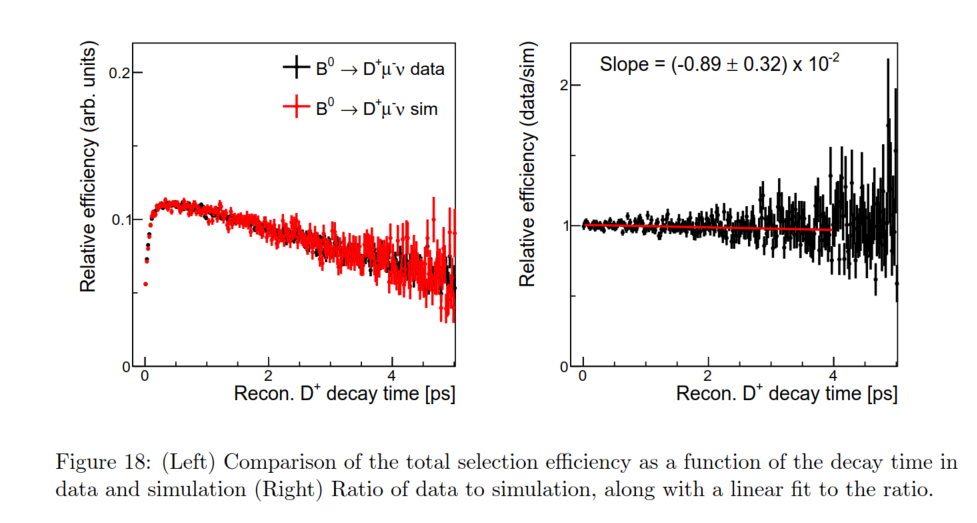 Relative efficiency (arb. units)
0.2
0.1
0
B⁰ → D⁺μ⁻ν data
B⁰ → D⁺μ⁻ν sim
0 2 4
Recon. D⁺ decay time [ps]
Relative efficiency (data/sim)
2
1
0
Slope = (-0.89 ± 0.32) x 10⁻²
0 2 4
Recon. D⁺ decay time [ps]
Figure 18: (Left) Comparison of the total selection efficiency as a function of the decay time in
data and simulation (Right) Ratio of data to simulation, along with a linear fit to the ratio.